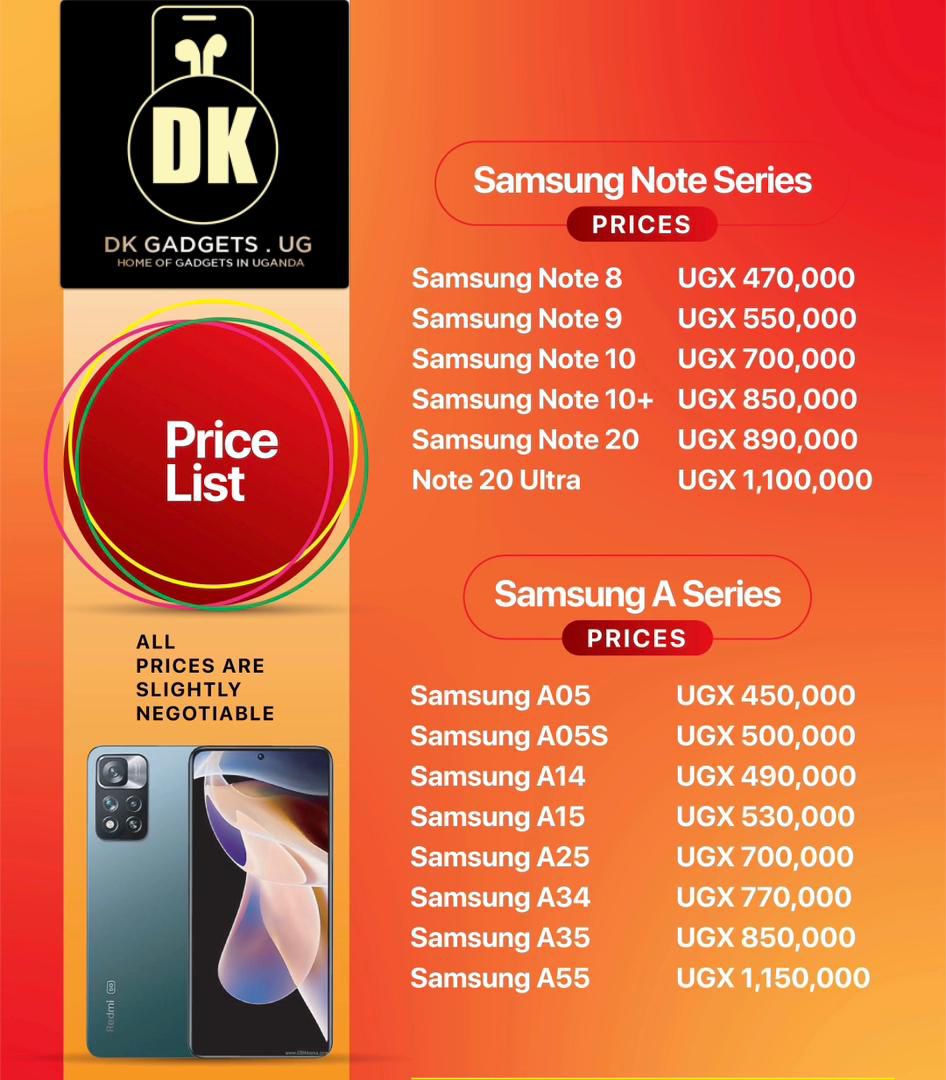 DK
DK GADGETS . UG
HOME OF GADGETS IN UGANDA
Price
List
ALL
PRICES ARE
SLIGHTLY
NEGOTIABLE
Redmi 5G
www.GSMArena.com
Samsung Note Series
PRICES
Samsung Note 8 UGX 470,000
Samsung Note 9 UGX 550,000
Samsung Note 10 UGX 700,000
Samsung Note 10+ UGX 850,000
Samsung Note 20 UGX 890,000
Note 20 Ultra UGX 1,100,000
Samsung A Series
PRICES
Samsung A05 UGX 450,000
Samsung A05S UGX 500,000
Samsung A14 UGX 490,000
Samsung A15 UGX 530,000
Samsung A25 UGX 700,000
Samsung A34 UGX 770,000
Samsung A35 UGX 850,000
Samsung A55 UGX 1,150,000